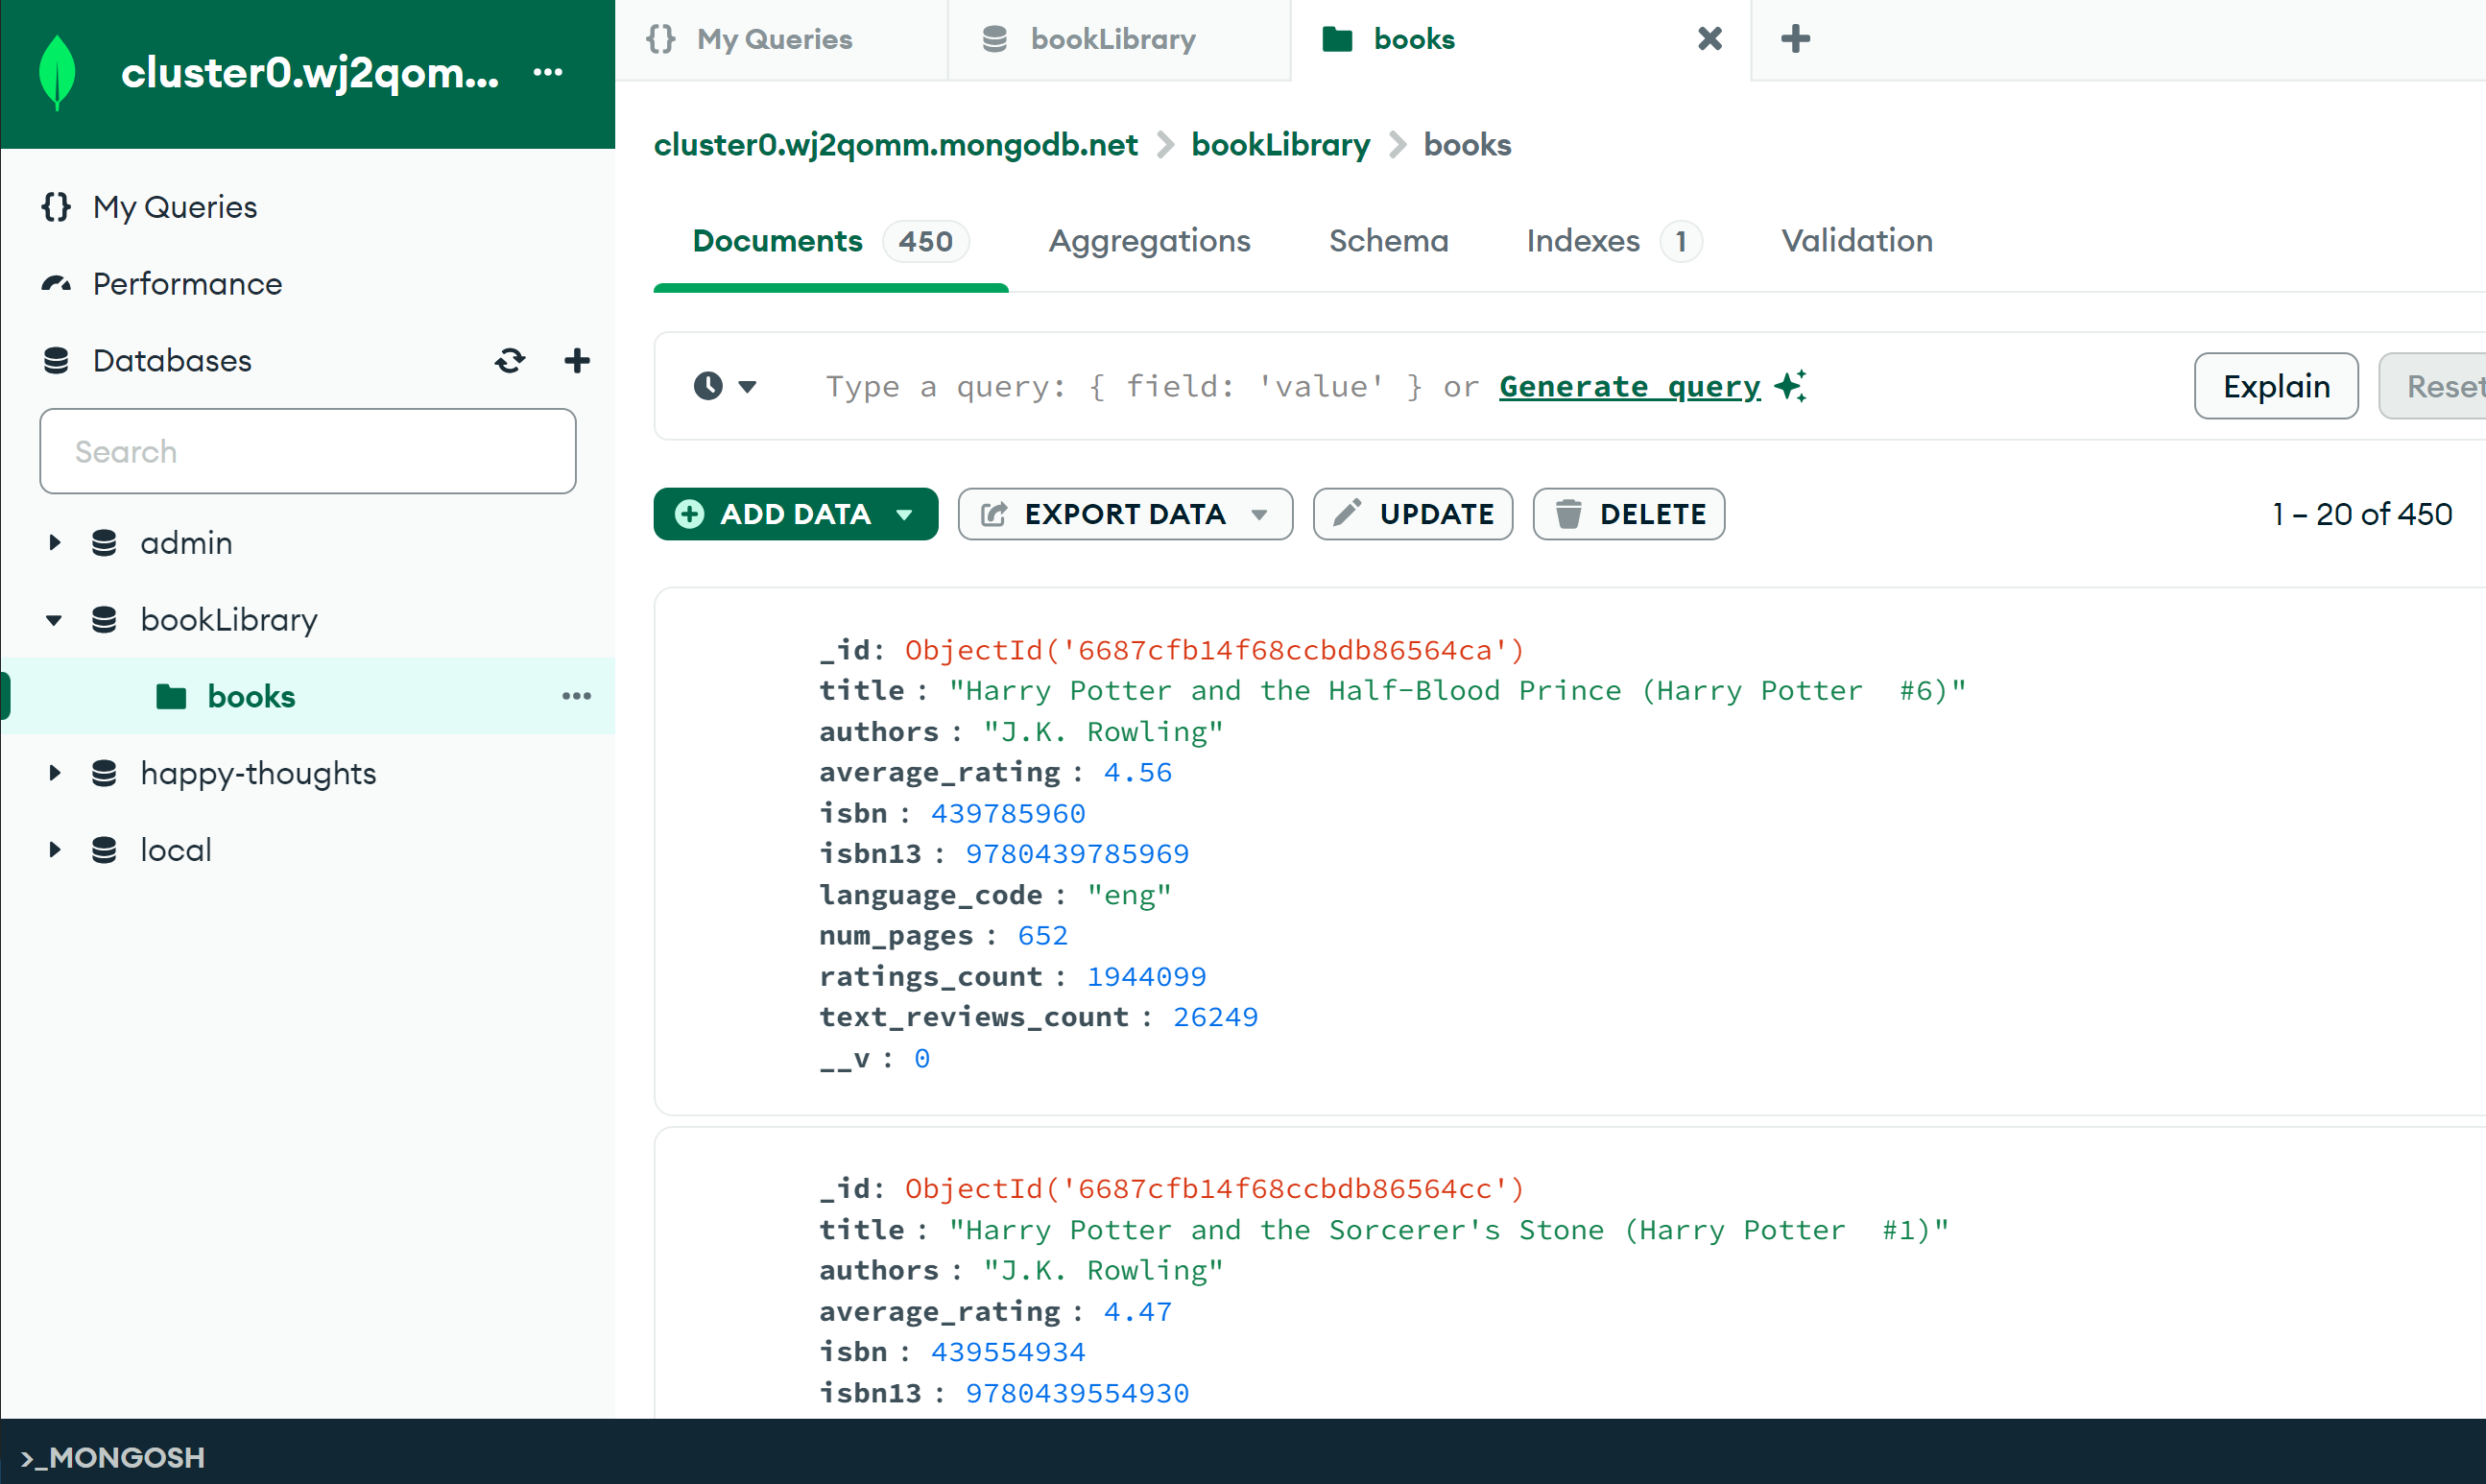 cluster0.wj2qom...
My Queries
Performance
Databases
Search
admin
bookLibrary
books
happy-thoughts
local
My Queries
bookLibrary
books
cluster0.wj2qomm.mongodb.net > bookLibrary > books
Documents 450 Aggregations Schema Indexes 1 Validation
Type a query: { field: 'value' } or Generate query
Explain
Reset
ADD DATA EXPORT DATA UPDATE DELETE
1 – 20 of 450
_id: ObjectId('6687cfb14f68ccbdb86564ca')
title : "Harry Potter and the Half-Blood Prince (Harry Potter  #6)"
authors : "J.K. Rowling"
average_rating : 4.56
isbn : 439785960
isbn13 : 9780439785969
language_code : "eng"
num_pages : 652
ratings_count : 1944099
text_reviews_count : 26249
__v : 0
_id: ObjectId('6687cfb14f68ccbdb86564cc')
title : "Harry Potter and the Sorcerer's Stone (Harry Potter  #1)"
authors : "J.K. Rowling"
average_rating : 4.47
isbn : 439554934
isbn13 : 9780439554930
>_MONGOSH